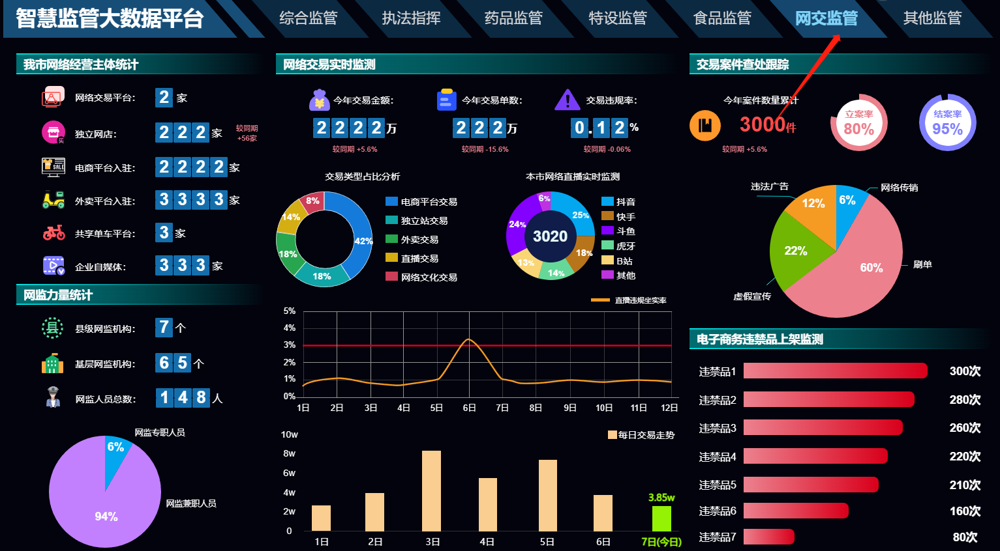 智慧监管大数据平台
综合监管
执法指挥
药品监管
特设监管
食品监管
网交监管
其他监管
我市网络经营主体统计
网络交易平台：
2 家
独立网店：
222 家
较同期
+56家
买
SALE
电商平台入驻：
2222 家
外卖平台入驻：
3333 家
共享单车平台：
3 家
企业自媒体：
333 家
网监力量统计
县
县级网监机构：
7 个
基层网监机构：
65 个
网监人员总数：
148 人
网监专职人员
6%
网监兼职人员
94%
网络交易实时监测
¥
今年交易金额：
2222 万
较同期 +5.6%
今年交易单数：
222 万
较同期 -15.6%
交易违规率：
0.12 %
较同期 -0.06%
交易类型占比分析
8%
14%
42%
18%
18%
电商平台交易
独立站交易
外卖交易
直播交易
网络文化交易
本市网络直播实时监测
6%
25%
24%
3020
18%
13%
14%
抖音
快手
斗鱼
虎牙
B站
其他
直播违规坐实率
5%
4%
3%
2%
1%
0%
1日
2日
3日
4日
5日
6日
7日
8日
9日
10日
11日
12日
每日交易走势
10w
8w
6w
4w
2w
0
3.85w
1日
2日
3日
4日
5日
6日
7日(今日)
交易案件查处跟踪
今年案件数量累计
3000件
较同期 +5.6%
立案率
80%
结案率
95%
违法广告
网络传销
12%
6%
22%
60%
刷单
虚假宣传
电子商务违禁品上架监测
违禁品1
300次
违禁品2
280次
违禁品3
260次
违禁品4
220次
违禁品5
210次
违禁品6
160次
违禁品7
80次